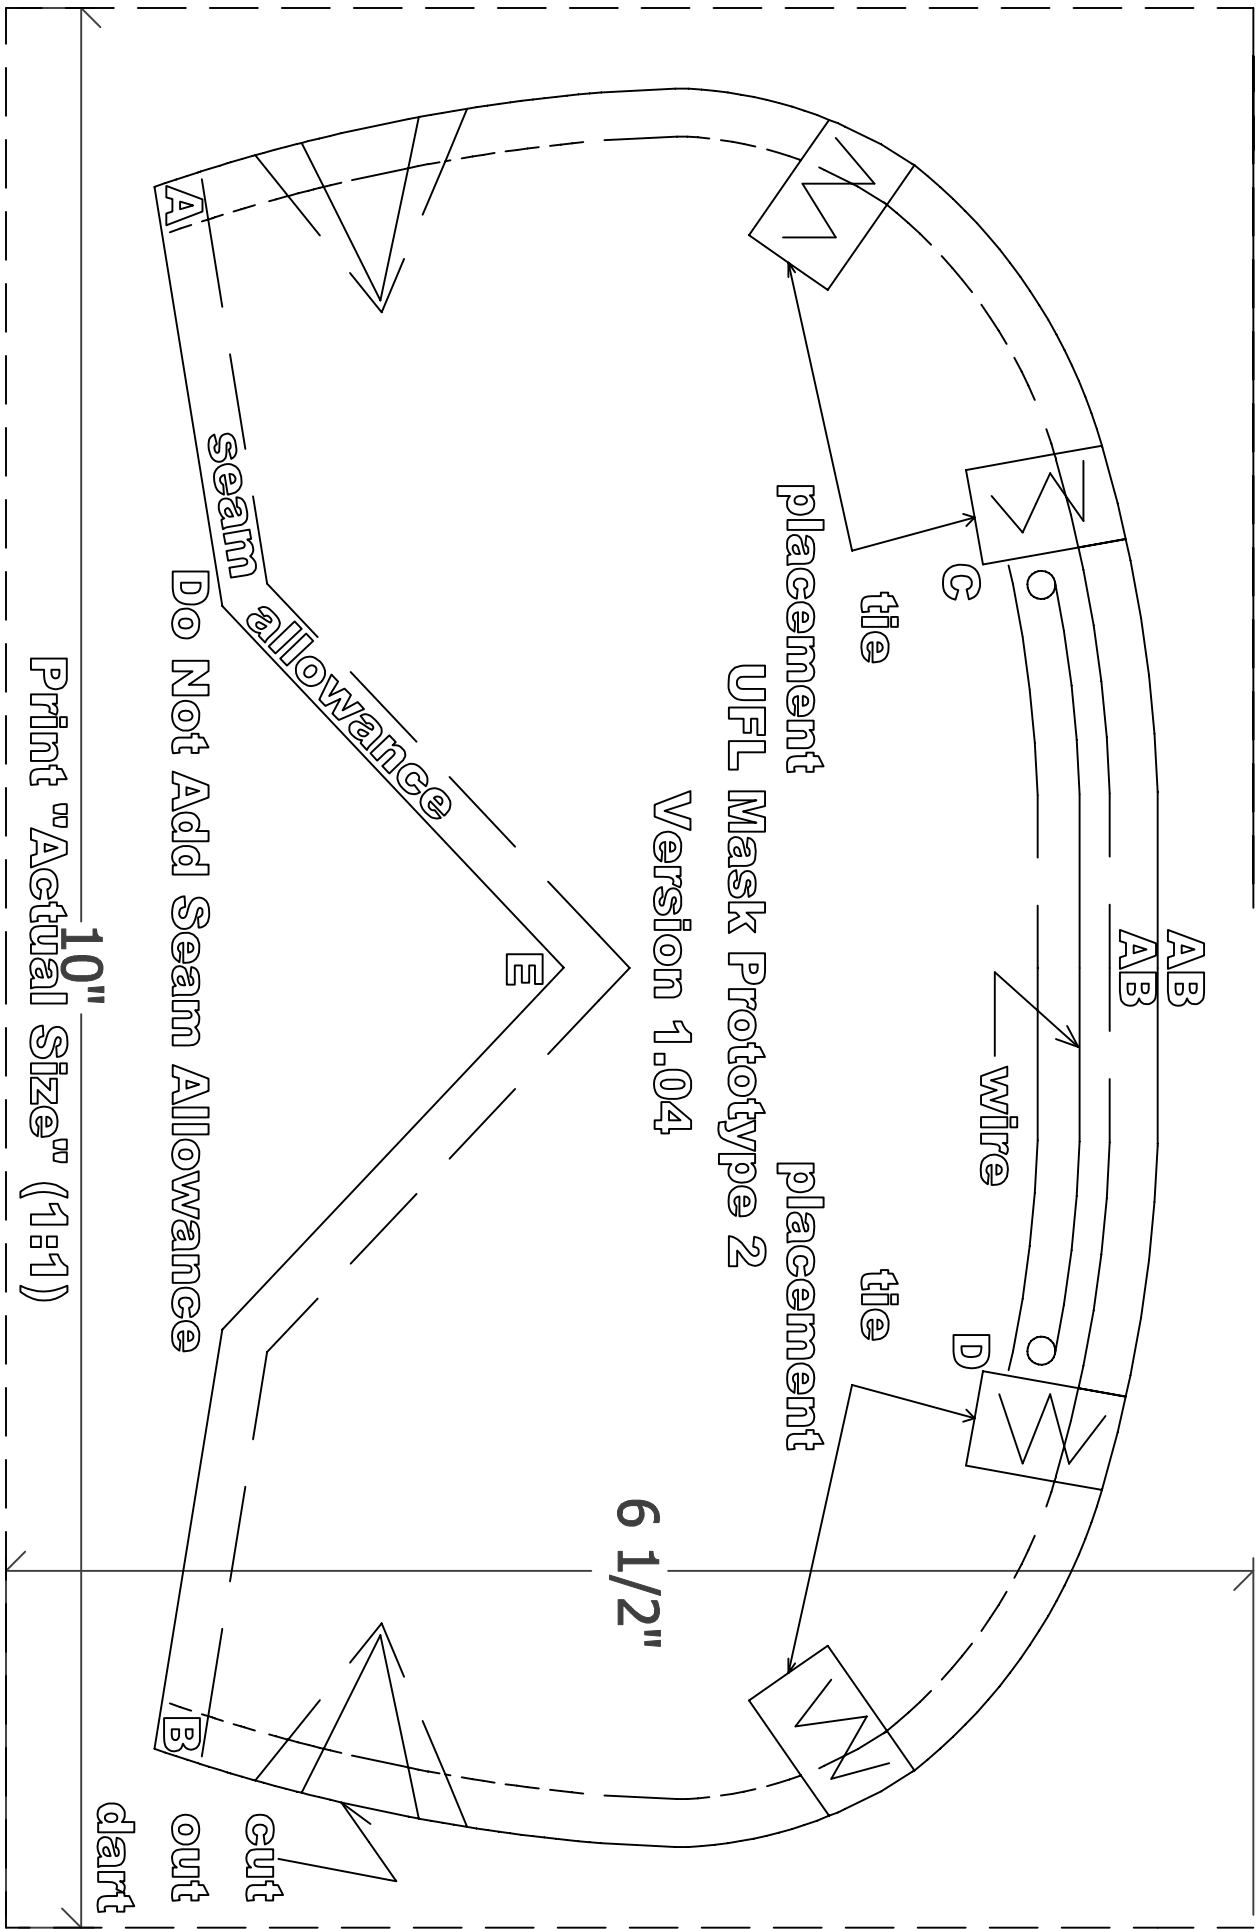 AB
AB
wire
C
D
tie
placement
tie
placement
UFL Mask Prototype 2
Version 1.04
6 1/2"
E
seam allowance
A
B
cut
out
dart
Do Not Add Seam Allowance
10"
Print "Actual Size" (1:1)